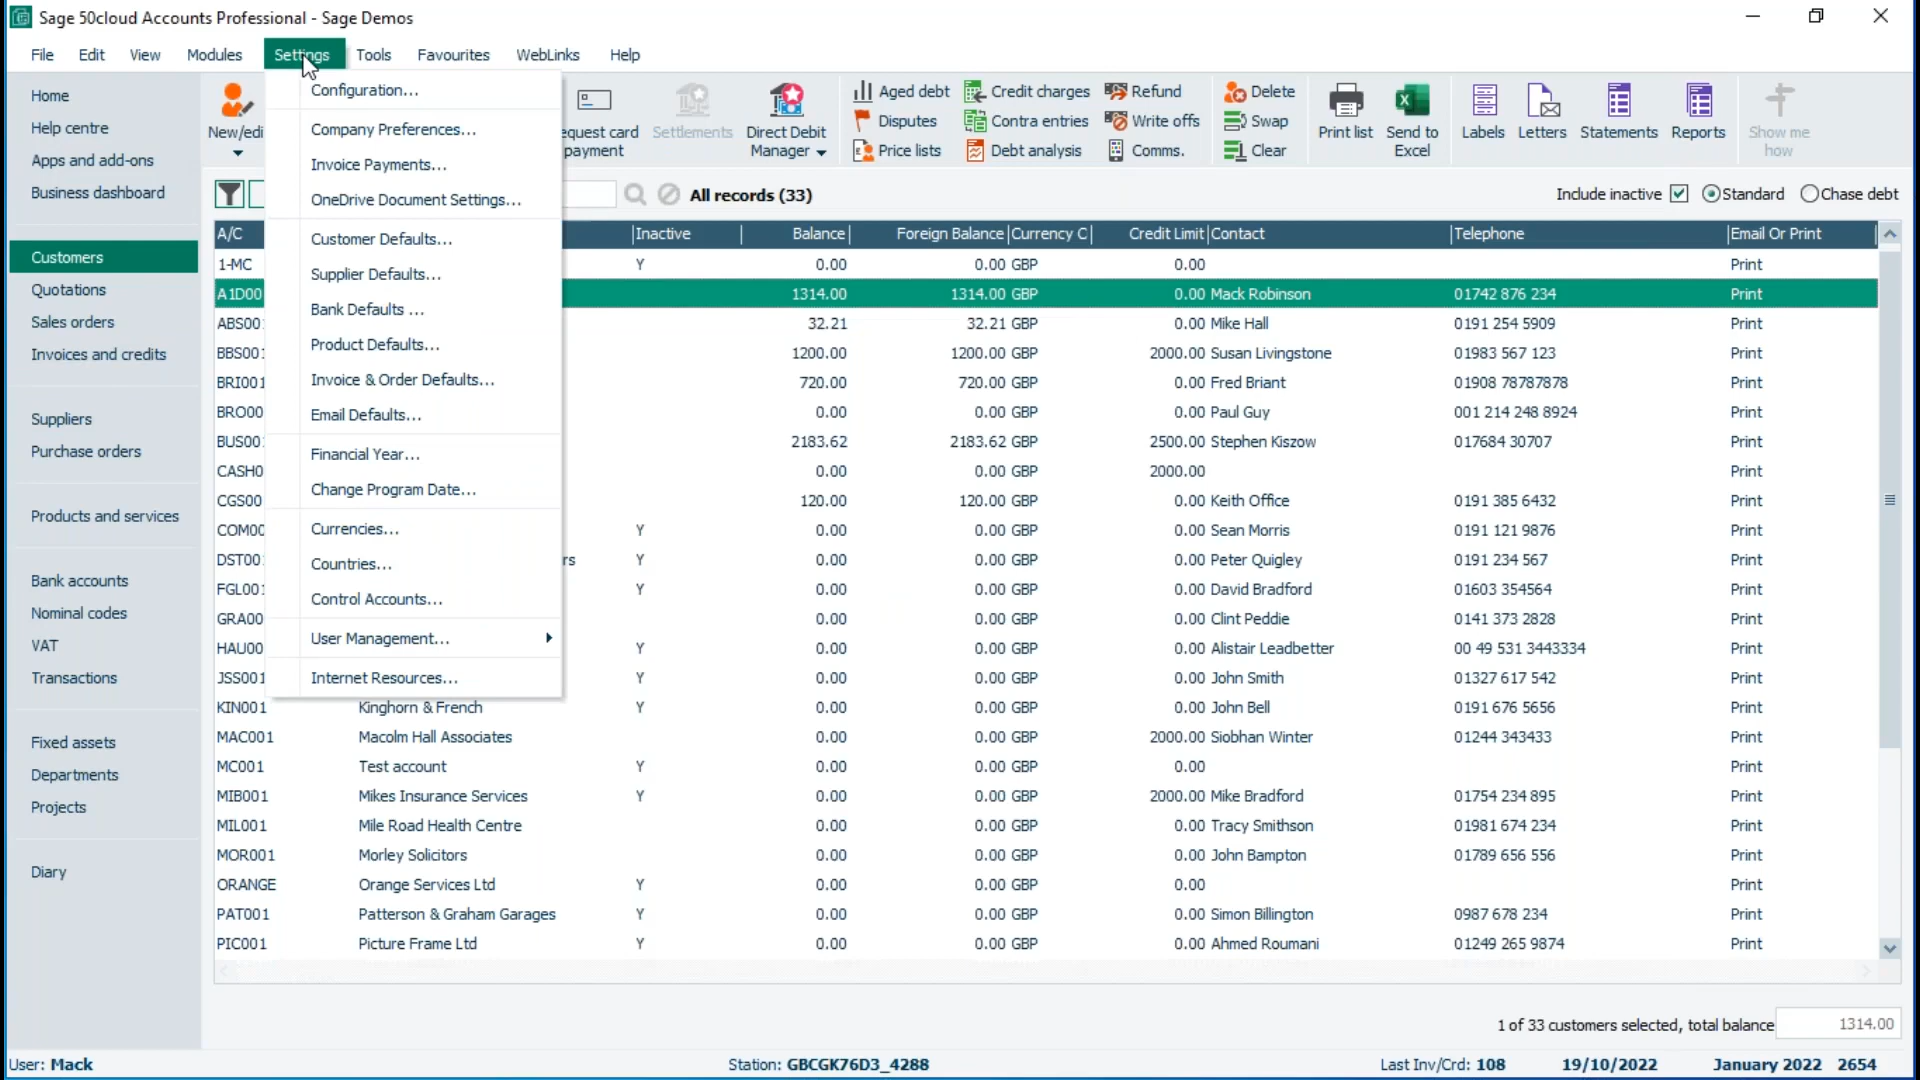 Sage 50cloud Accounts Professional - Sage Demos
File Edit View Modules Settings Tools Favourites WebLinks Help
Home
Help centre
Apps and add-ons
Business dashboard
Customers
Quotations
Sales orders
Invoices and credits
Suppliers
Purchase orders
Products and services
Bank accounts
Nominal codes
VAT
Transactions
Fixed assets
Departments
Projects
Diary
New/edi
Configuration...
Company Preferences...
Invoice Payments...
OneDrive Document Settings...
Customer Defaults...
Supplier Defaults...
Bank Defaults ...
Product Defaults...
Invoice & Order Defaults...
Email Defaults...
Financial Year...
Change Program Date...
Currencies...
Countries...
Control Accounts...
User Management...
Internet Resources...
equest card
payment
Settlements
Direct Debit
Manager
Aged debt Credit charges Refund
Disputes Contra entries Write offs
Price lists Debt analysis Comms.
Delete
Swap
Clear
Print list
Send to
Excel
Labels Letters Statements Reports
Show me
how
All records (33)
Include inactive Standard Chase debt
A/C Inactive Balance Foreign Balance Currency C Credit Limit Contact Telephone Email Or Print
1-MC Y 0.00 0.00 GBP 0.00 Print
A1D00 1314.00 1314.00 GBP 0.00 Mack Robinson 01742 876 234 Print
ABS00 32.21 32.21 GBP 0.00 Mike Hall 0191 254 5909 Print
BBS00 1200.00 1200.00 GBP 2000.00 Susan Livingstone 01983 567 123 Print
BRI001 720.00 720.00 GBP 0.00 Fred Briant 01908 78787878 Print
BRO00 0.00 0.00 GBP 0.00 Paul Guy 001 214 248 8924 Print
BUS00 2183.62 2183.62 GBP 2500.00 Stephen Kiszow 017684 30707 Print
CASH0 0.00 0.00 GBP 2000.00 Print
CGS00 120.00 120.00 GBP 0.00 Keith Office 0191 385 6432 Print
COM00 Y 0.00 0.00 GBP 0.00 Sean Morris 0191 121 9876 Print
DST00 rs Y 0.00 0.00 GBP 0.00 Peter Quigley 0191 234 567 Print
FGL00 Y 0.00 0.00 GBP 0.00 David Bradford 01603 354564 Print
GRA00 0.00 0.00 GBP 0.00 Clint Peddie 0141 373 2828 Print
HAU00 Y 0.00 0.00 GBP 0.00 Alistair Leadbetter 00 49 531 3443334 Print
JSS001 Y 0.00 0.00 GBP 0.00 John Smith 01327 617 542 Print
KIN001 Kinghorn & French Y 0.00 0.00 GBP 0.00 John Bell 0191 676 5656 Print
MAC001 Macolm Hall Associates 0.00 0.00 GBP 2000.00 Siobhan Winter 01244 343433 Print
MC001 Test account Y 0.00 0.00 GBP 0.00 Print
MIB001 Mikes Insurance Services Y 0.00 0.00 GBP 2000.00 Mike Bradford 01754 234 895 Print
MIL001 Mile Road Health Centre 0.00 0.00 GBP 0.00 Tracy Smithson 01981 674 234 Print
MOR001 Morley Solicitors 0.00 0.00 GBP 0.00 John Bampton 01789 656 556 Print
ORANGE Orange Services Ltd Y 0.00 0.00 GBP 0.00 Print
PAT001 Patterson & Graham Garages Y 0.00 0.00 GBP 0.00 Simon Billington 0987 678 234 Print
PIC001 Picture Frame Ltd Y 0.00 0.00 GBP 0.00 Ahmed Roumani 01249 265 9874 Print
1 of 33 customers selected, total balance 1314.00
User: Mack Station: GBCGK76D3_4288 Last Inv/Crd: 108 19/10/2022 January 2022 2654